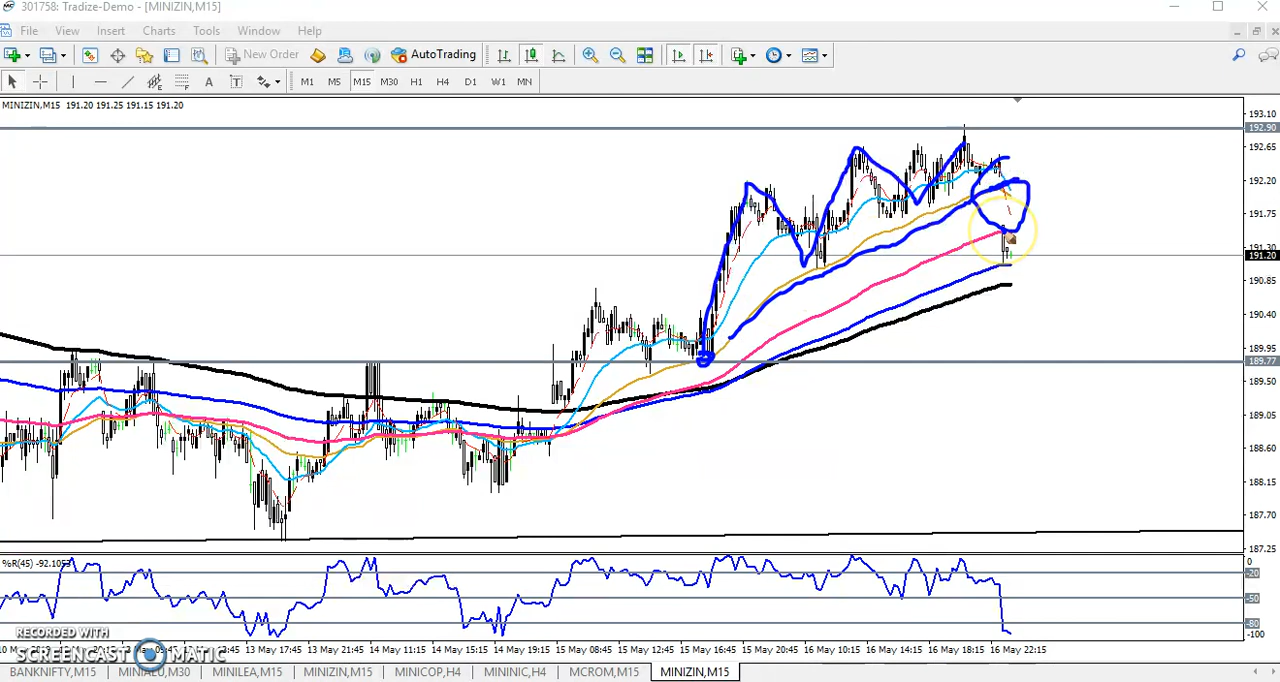 301758: Tradize-Demo - [MINIZIN,M15]
File View Insert Charts Tools Window Help
New Order AutoTrading
A T M1 M5 M15 M30 H1 H4 D1 W1 MN
MINIZIN,M15 191.20 191.25 191.15 191.20
193.10
192.90
192.65
192.20
191.75
191.30
191.20
190.85
190.40
189.95
189.77
189.50
189.05
188.60
188.15
187.70
187.25
%R(45) -92.1053
0
-20
-50
-80
-100
RECORDED WITH
SCREENCAST MATIC
13 May 17:45 13 May 21:45 14 May 11:15 14 May 15:15 14 May 19:15 15 May 08:45 15 May 12:45 15 May 16:45 16 May 10:15 16 May 14:15 16 May 18:15 16 May 22:15
BANKNIFTY,M15 MINIALU,M30 MINILEA,M15 MINIZIN,M15 MINICOP,H4 MININIC,H4 MCROM,M15 MINIZIN,M15